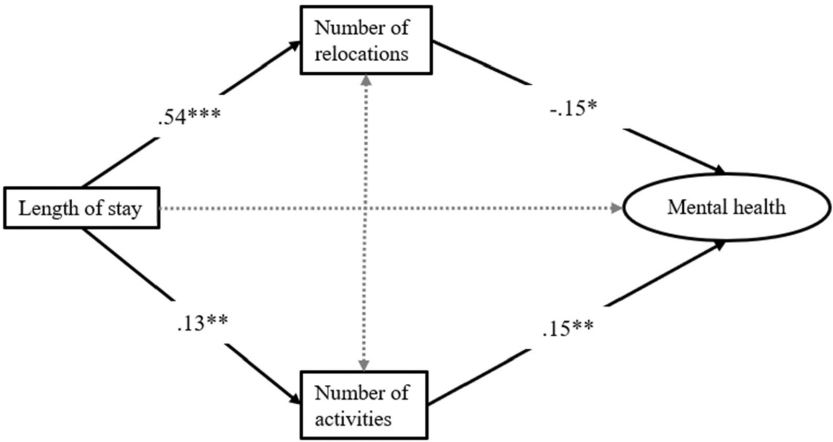 Number of
relocations
.54***
-.15*
Length of stay
Mental health
.13**
.15**
Number of
activities